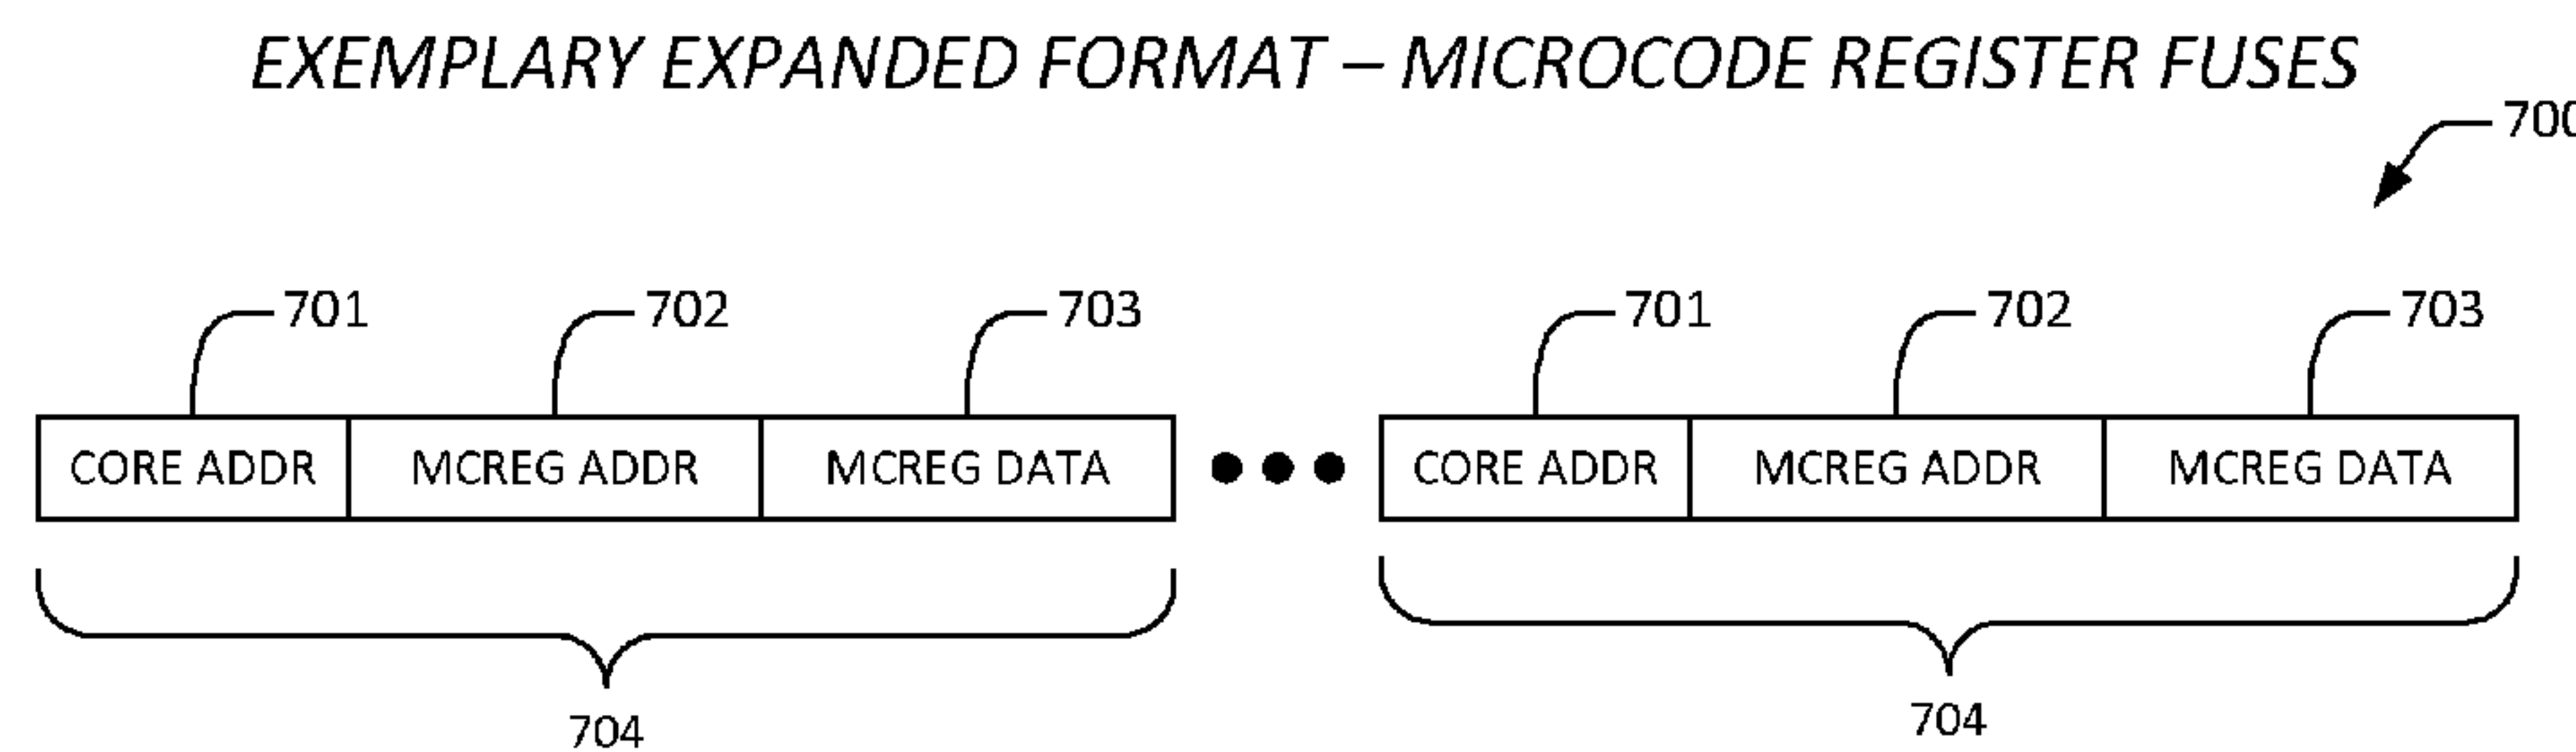 EXEMPLARY EXPANDED FORMAT – MICROCODE REGISTER FUSES
700
701 702 703 701 702 703
CORE ADDR MCREG ADDR MCREG DATA CORE ADDR MCREG ADDR MCREG DATA
704 704